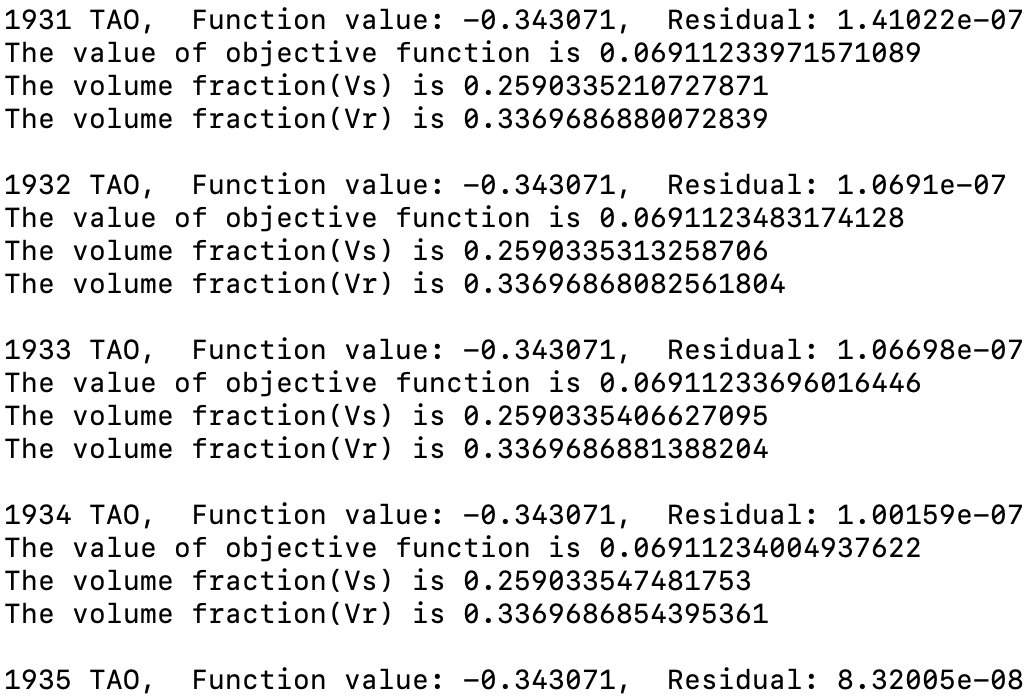 1931 TAO,  Function value: -0.343071,  Residual: 1.41022e-07
The value of objective function is 0.06911233971571089
The volume fraction(Vs) is 0.2590335210727871
The volume fraction(Vr) is 0.3369686880072839
1932 TAO,  Function value: -0.343071,  Residual: 1.0691e-07
The value of objective function is 0.0691123483174128
The volume fraction(Vs) is 0.2590335313258706
The volume fraction(Vr) is 0.33696868082561804
1933 TAO,  Function value: -0.343071,  Residual: 1.06698e-07
The value of objective function is 0.06911233696016446
The volume fraction(Vs) is 0.2590335406627095
The volume fraction(Vr) is 0.3369686881388204
1934 TAO,  Function value: -0.343071,  Residual: 1.00159e-07
The value of objective function is 0.06911234004937622
The volume fraction(Vs) is 0.259033547481753
The volume fraction(Vr) is 0.3369686854395361
1935 TAO,  Function value: -0.343071,  Residual: 8.32005e-08